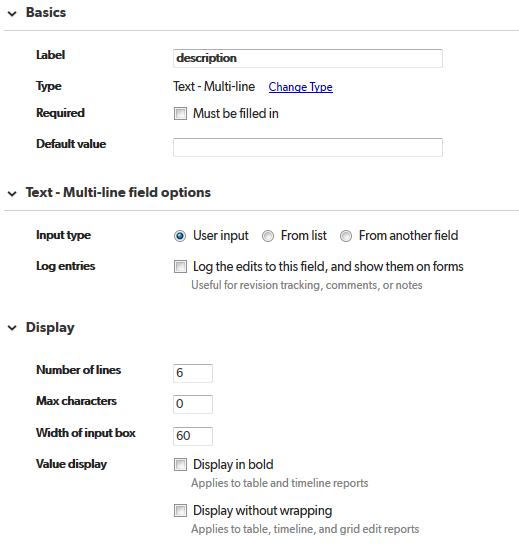 Basics
Label description
Type Text - Multi-line Change Type
Required Must be filled in
Default value
Text - Multi-line field options
Input type User input From list From another field
Log entries Log the edits to this field, and show them on forms
Useful for revision tracking, comments, or notes
Display
Number of lines 6
Max characters 0
Width of input box 60
Value display Display in bold
Applies to table and timeline reports
Display without wrapping
Applies to table, timeline, and grid edit reports